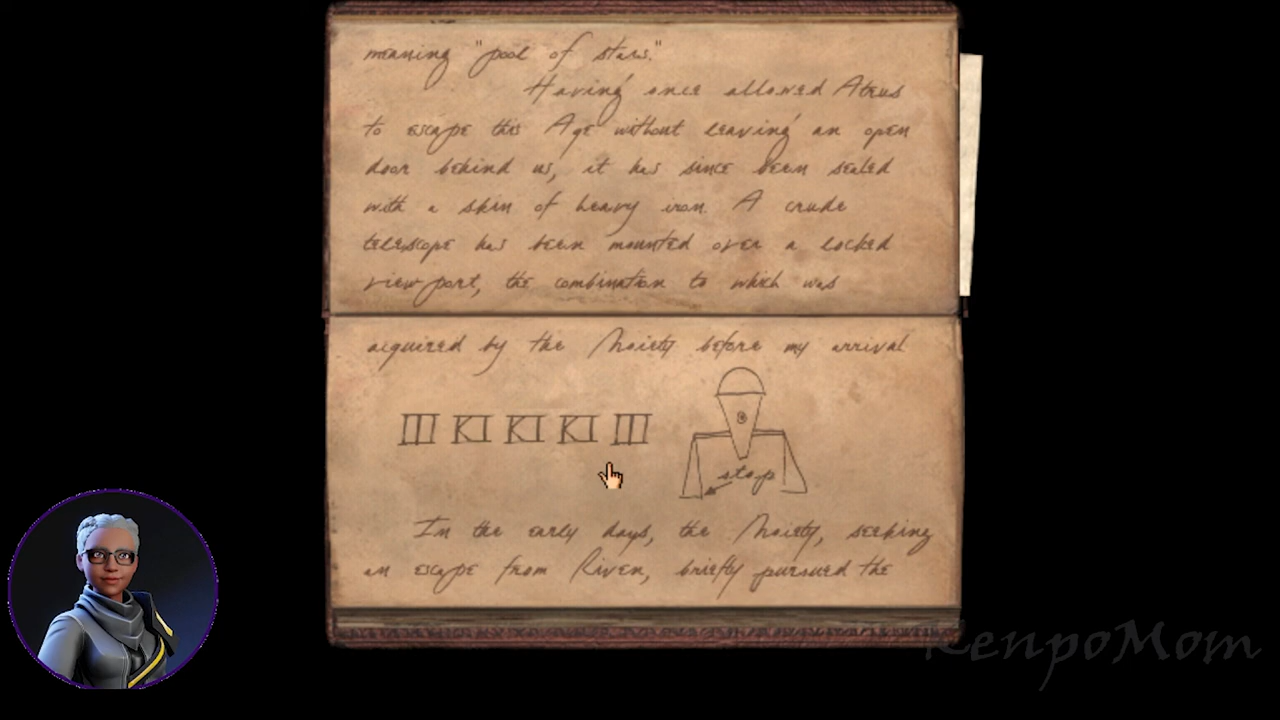 meaning "pool of stars."
Having once allowed Atrus
to escape this Age without leaving an open
door behind us, it has since been sealed
with a skin of heavy iron. A crude
telescope has been mounted over a locked
viewport, the combination to which was
acquired by the Moiety before my arrival
stop
In the early days, the Moiety, seeking
an escape from Riven, briefly pursued the
KenpoMom